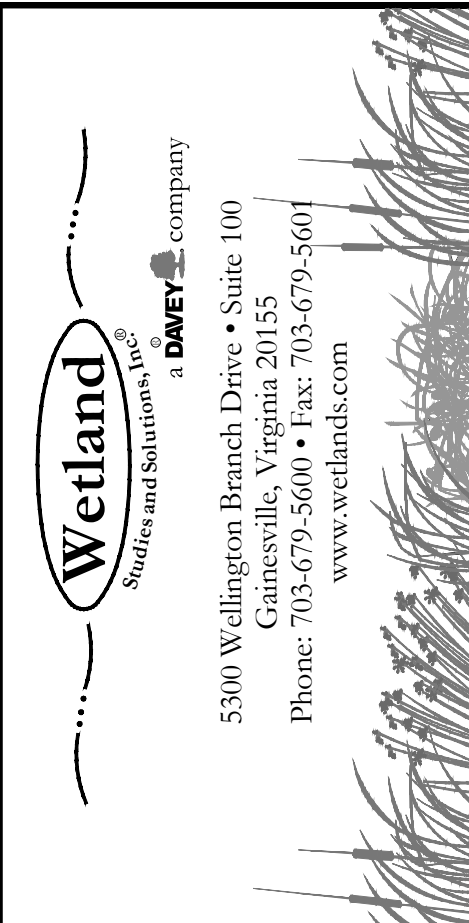 Wetland®
Studies and Solutions, Inc.
a DAVEY® company
5300 Wellington Branch Drive • Suite 100
Gainesville, Virginia 20155
Phone: 703-679-5600 • Fax: 703-679-5601
www.wetlands.com